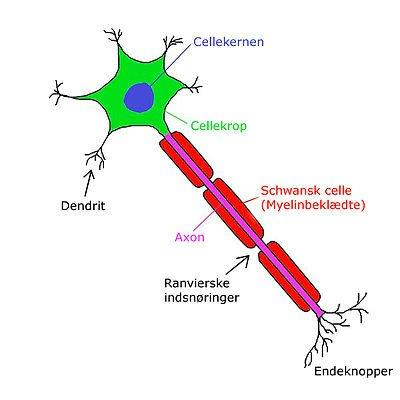 Cellekernen
Cellekrop
Dendrit
Schwansk celle
(Myelinbeklædte)
Axon
Ranvierske
indsnøringer
Endeknopper